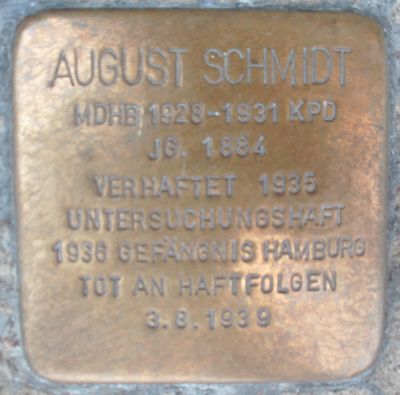 AUGUST SCHMIDT
MDHB 1928-1931 KPD
JG. 1884
VERHAFTET 1935
UNTERSUCHUNGSHAFT
1936 GEFÄNGNIS HAMBURG
TOT AN HAFTFOLGEN
3.6.1939